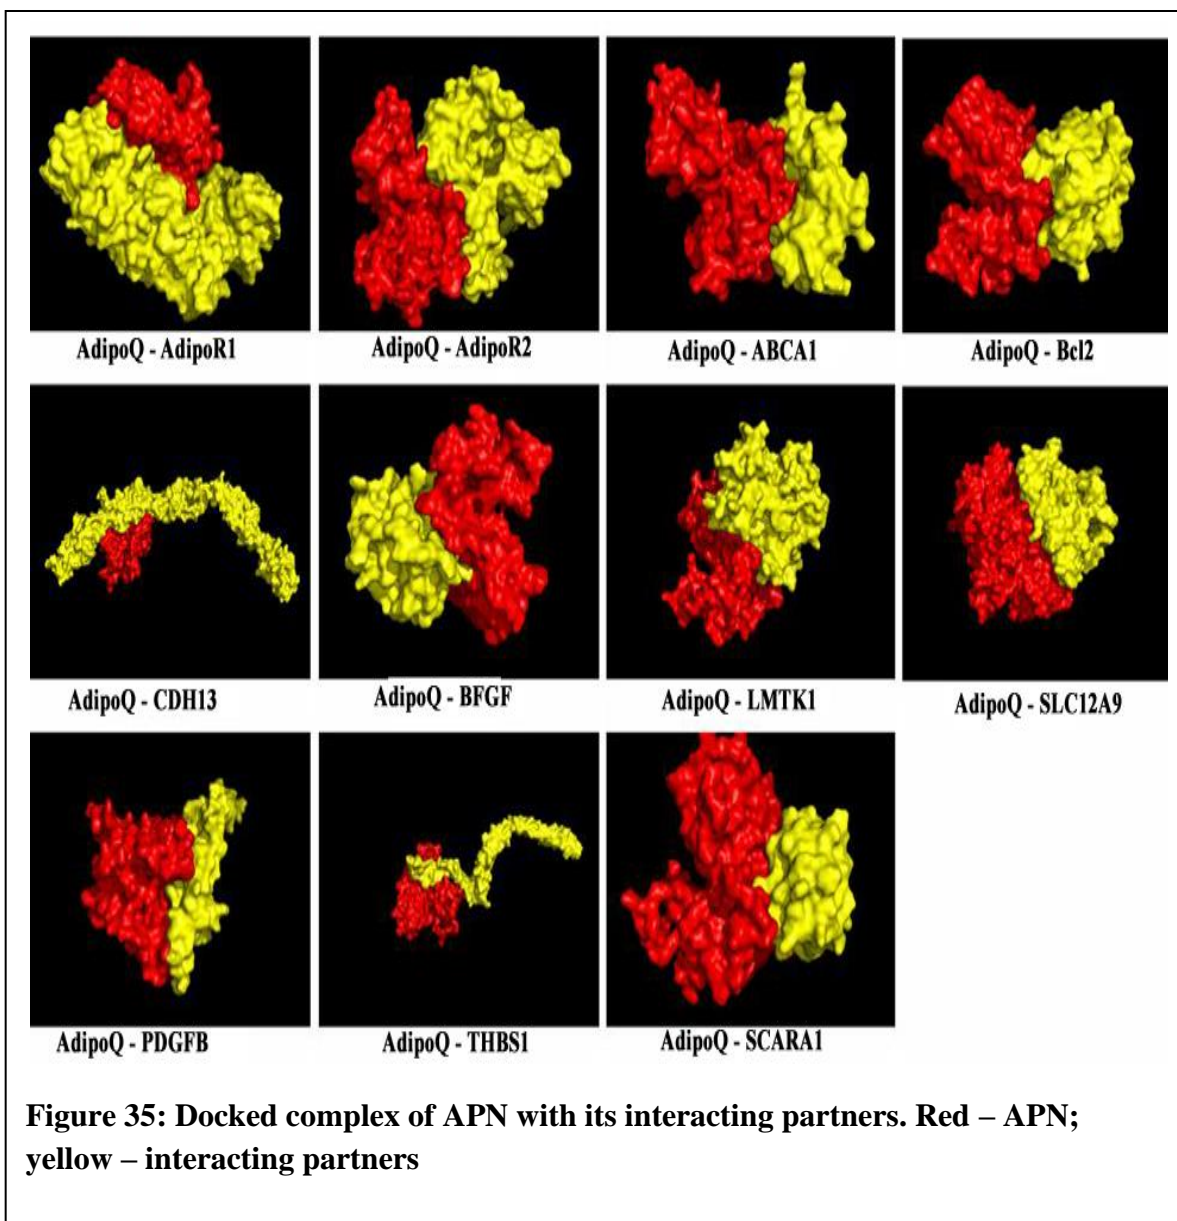 AdipoQ - AdipoR1
AdipoQ - AdipoR2
AdipoQ - ABCA1
AdipoQ - Bcl2
AdipoQ - CDH13
AdipoQ - BFGF
AdipoQ - LMTK1
AdipoQ - SLC12A9
AdipoQ - PDGFB
AdipoQ - THBS1
AdipoQ - SCARA1
Figure 35: Docked complex of APN with its interacting partners. Red – APN;
yellow – interacting partners